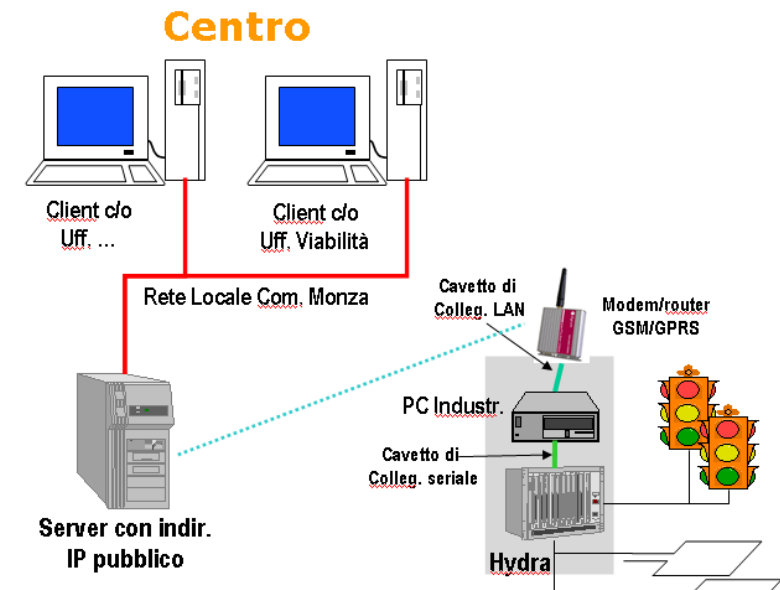 Centro
Client c/o
Uff. ...
Client c/o
Uff. Viabilità
Rete Locale Com. Monza
Cavetto di
Colleg. LAN
Modem/router
GSM/GPRS
PC Industr.
Cavetto di
Colleg. seriale
Server con indir.
IP pubblico
Hydra